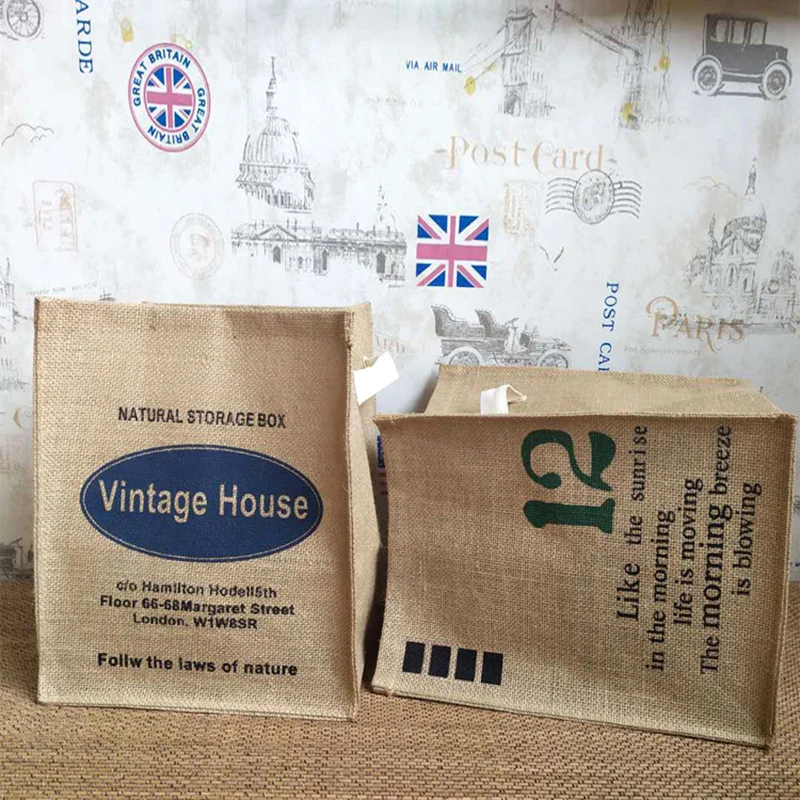 ARDE
GREAT BRITAIN
GREAT BRITAIN
VIA AIR MAIL
Post Card
POST CAR
PARIS
NATURAL STORAGE BOX
Vintage House
c/o Hamilton Hodell5th
Floor 66-68Margaret Street
London. W1W8SR
Follw the laws of nature
12
Like the sunrise
in the morning
life is moving
The morning breeze
is blowing